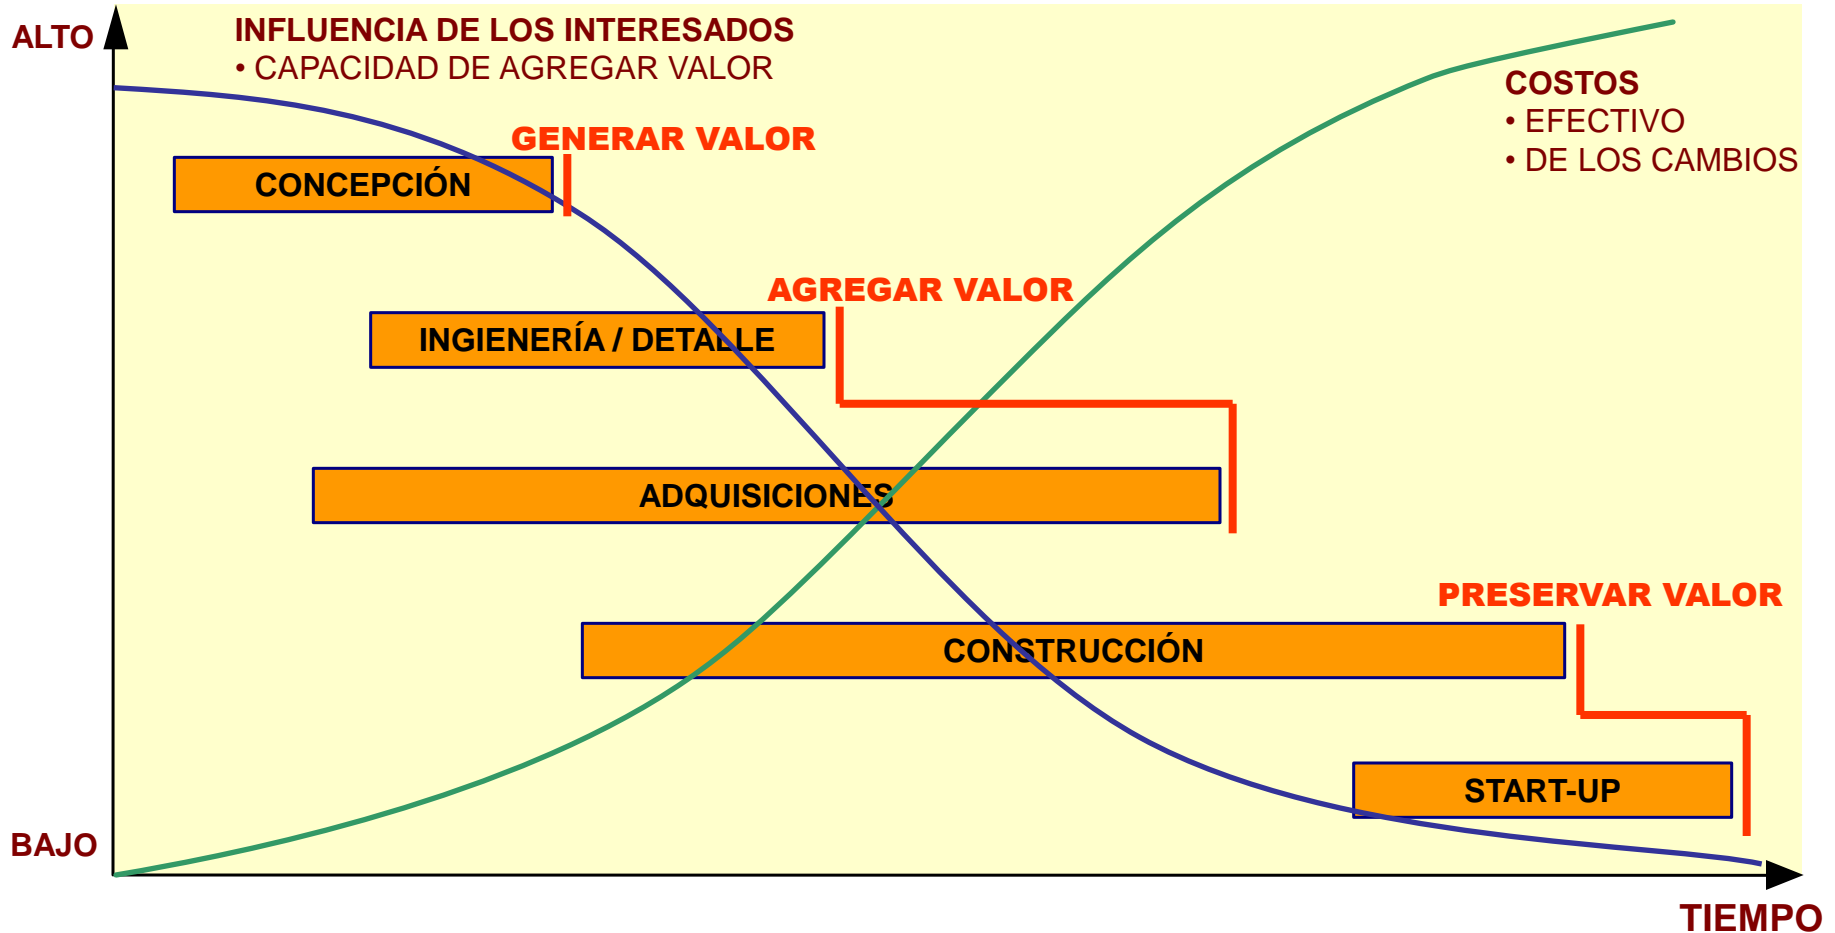 ALTO
INFLUENCIA DE LOS INTERESADOS
• CAPACIDAD DE AGREGAR VALOR
COSTOS
• EFECTIVO
• DE LOS CAMBIOS
GENERAR VALOR
CONCEPCIÓN
AGREGAR VALOR
INGIENERÍA / DETALLE
ADQUISICIONES
PRESERVAR VALOR
CONSTRUCCIÓN
START-UP
BAJO
TIEMPO